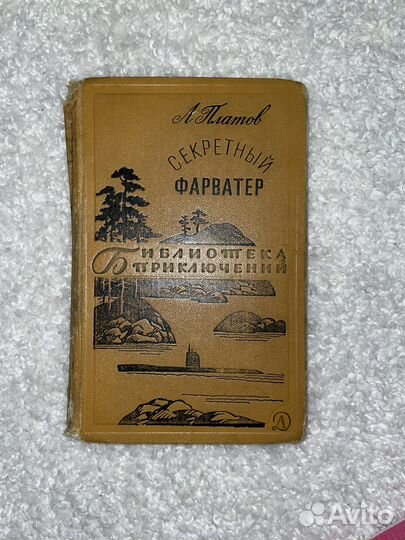 Л. Платов
СЕКРЕТНЫЙ
ФАРВАТЕР
БИБЛИОТЕКА
ПРИКЛЮЧЕНИЙ
Д
Avito